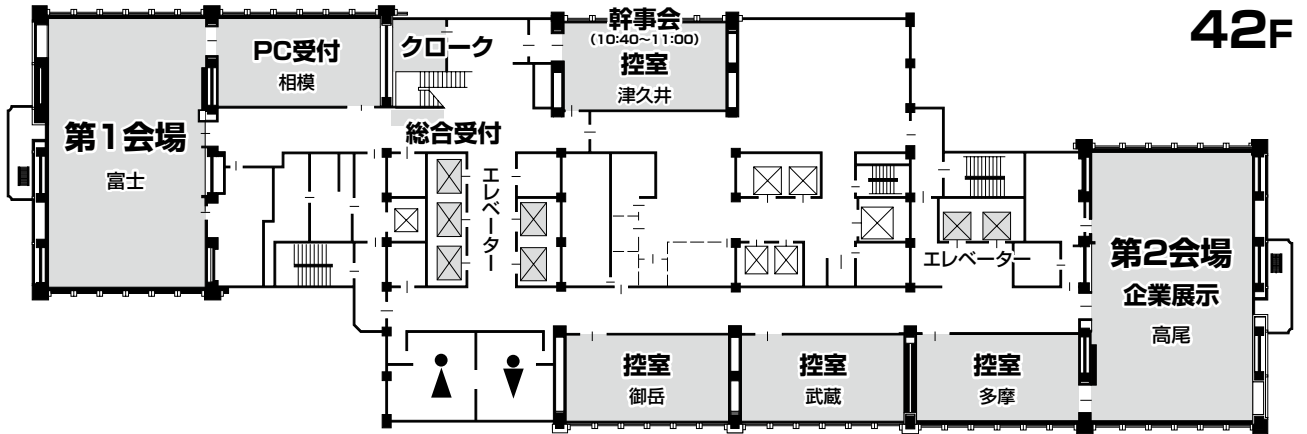 42F
幹事会
(10:40~11:00)
控室
津久井
PC受付
相模
クローク
総合受付
第1会場
富士
エレベーター
エレベーター
第2会場
企業展示
高尾
控室
御岳
控室
武蔵
控室
多摩